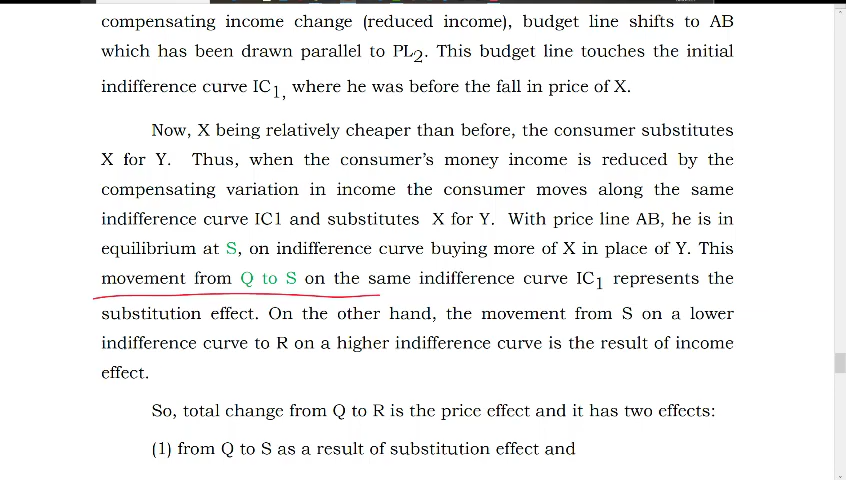 compensating income change (reduced income), budget line shifts to AB
which has been drawn parallel to PL2. This budget line touches the initial
indifference curve IC1, where he was before the fall in price of X.
Now, X being relatively cheaper than before, the consumer substitutes
X for Y. Thus, when the consumer's money income is reduced by the
compensating variation in income the consumer moves along the same
indifference curve IC1 and substitutes X for Y. With price line AB, he is in
equilibrium at S, on indifference curve buying more of X in place of Y. This
movement from Q to S on the same indifference curve IC1 represents the
substitution effect. On the other hand, the movement from S on a lower
indifference curve to R on a higher indifference curve is the result of income
effect.
So, total change from Q to R is the price effect and it has two effects:
(1) from Q to S as a result of substitution effect and